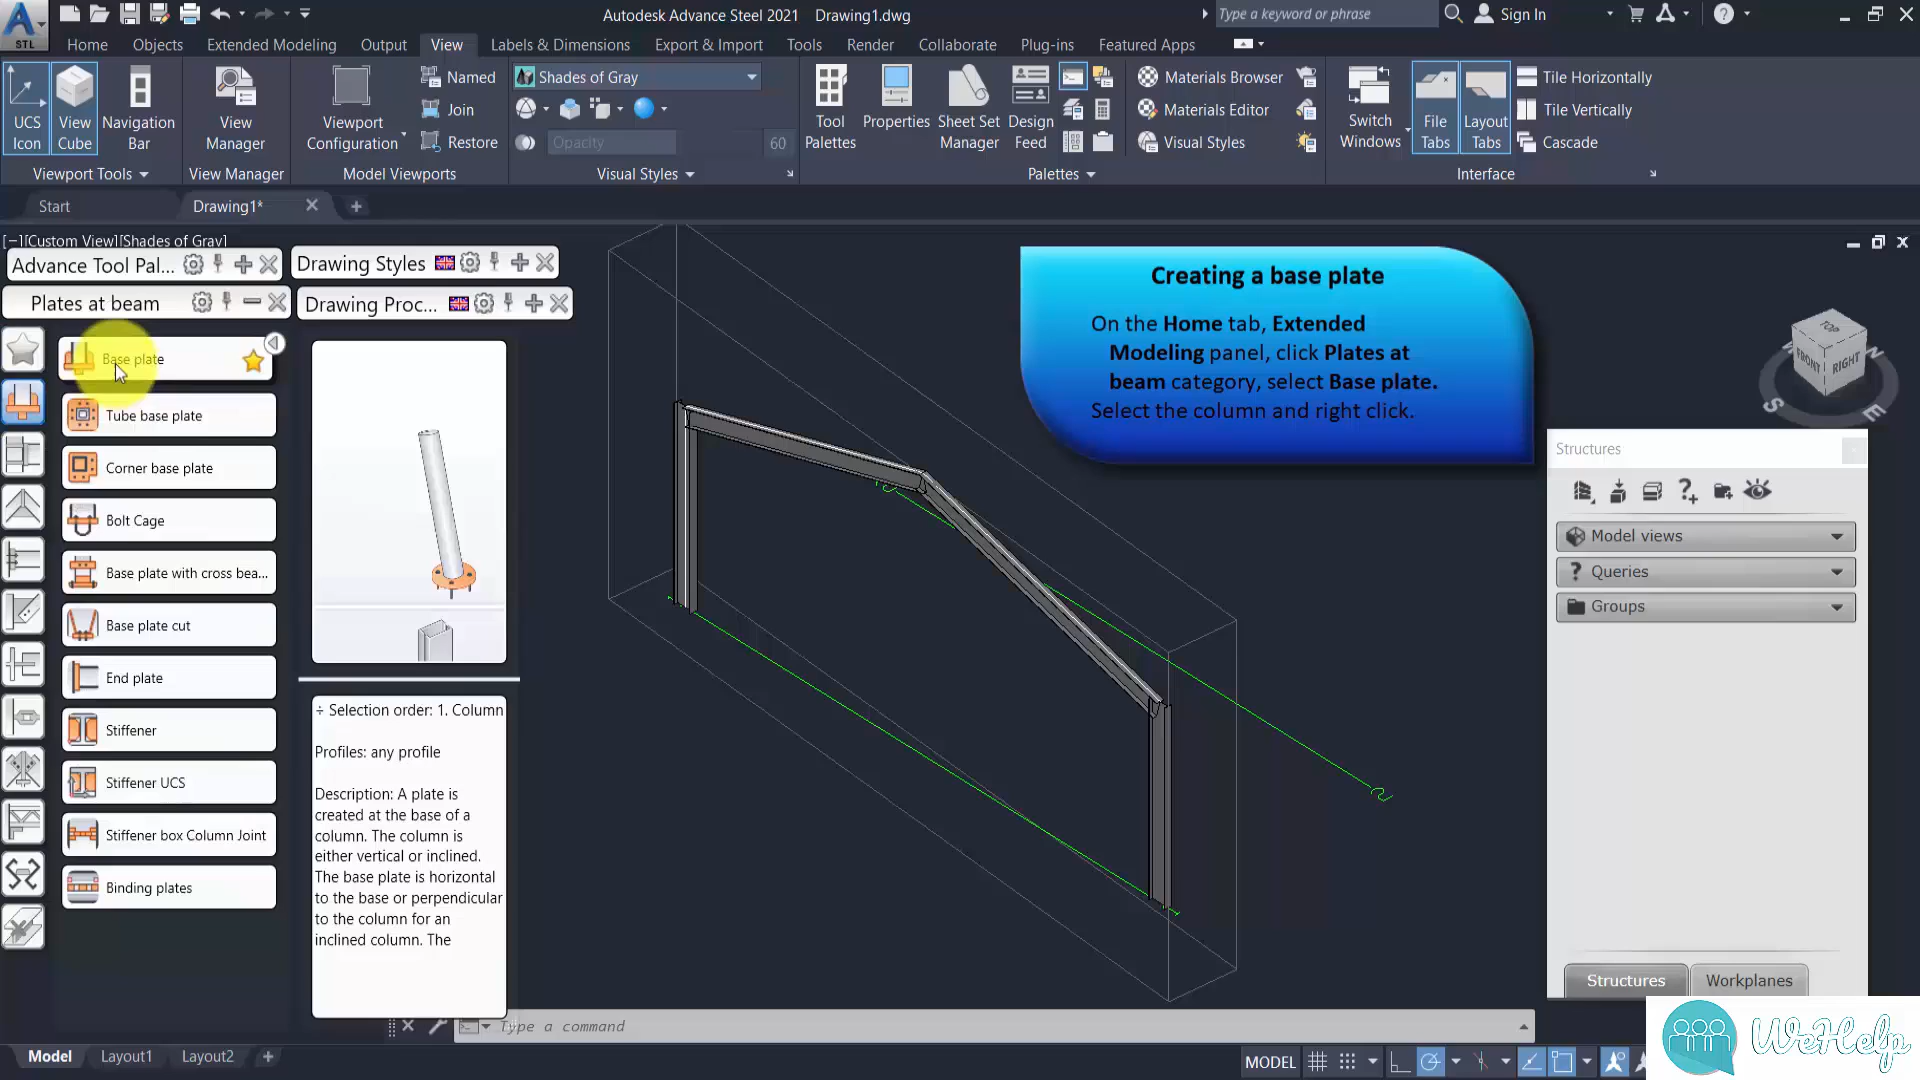 STL
Autodesk Advance Steel 2021 Drawing1.dwg
Type a keyword or phrase
Sign In
Home Objects Extended Modeling Output View Labels & Dimensions Export & Import Tools Render Collaborate Plug-ins Featured Apps
UCS Icon
View Cube
Navigation Bar
Viewport Tools
View Manager
View Manager
Viewport Configuration
Named
Join
Restore
Model Viewports
Shades of Gray
Opacity 60
Visual Styles
Tool Palettes
Properties
Sheet Set Manager
Design Feed
Materials Browser
Materials Editor
Visual Styles
Palettes
Switch Windows
File Tabs
Layout Tabs
Tile Horizontally
Tile Vertically
Cascade
Interface
Start Drawing1*
[−][Custom View][Shades of Gray]
Advance Tool Pal...
Drawing Styles
Plates at beam
Drawing Proc...
Base plate
Tube base plate
Corner base plate
Bolt Cage
Base plate with cross bea...
Base plate cut
End plate
Stiffener
Stiffener UCS
Stiffener box Column Joint
Binding plates
÷ Selection order: 1. Column
Profiles: any profile
Description: A plate is
created at the base of a
column. The column is
either vertical or inclined.
The base plate is horizontal
to the base or perpendicular
to the column for an
inclined column. The
Creating a base plate
On the Home tab, Extended
Modeling panel, click Plates at
beam category, select Base plate.
Select the column and right click.
TOP
FRONT
RIGHT
S
E
Structures
Model views
Queries
Groups
Structures Workplanes
Type a command
Model Layout1 Layout2
MODEL
WeHelp